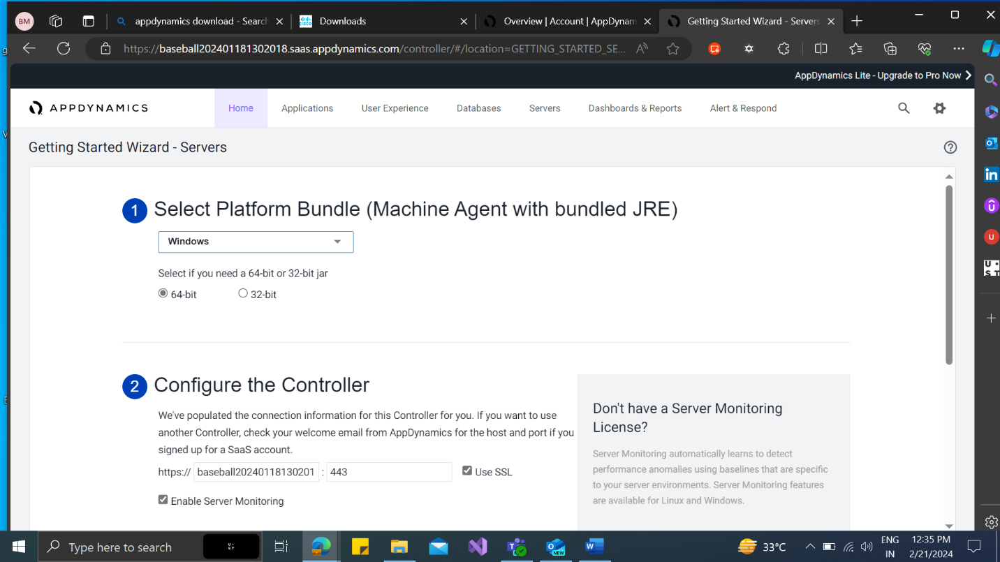 BM
appdynamics download - Search
Downloads
Overview | Account | AppDynam
Getting Started Wizard - Servers
https://baseball202401181302018.saas.appdynamics.com/controller/#/location=GETTING_STARTED_SE...
AppDynamics Lite - Upgrade to Pro Now
APPDYNAMICS
Home
Applications
User Experience
Databases
Servers
Dashboards & Reports
Alert & Respond
Getting Started Wizard - Servers
1 Select Platform Bundle (Machine Agent with bundled JRE)
Windows
Select if you need a 64-bit or 32-bit jar
64-bit
32-bit
2 Configure the Controller
We've populated the connection information for this Controller for you. If you want to use
another Controller, check your welcome email from AppDynamics for the host and port if you
signed up for a SaaS account.
https:// baseball20240118130201 : 443
Use SSL
Enable Server Monitoring
Don't have a Server Monitoring
License?
Server Monitoring automatically learns to detect
performance anomalies using baselines that are specific
to your server environments. Server Monitoring features
are available for Linux and Windows.
Type here to search
33°C
ENG
IN
12:35 PM
2/21/2024